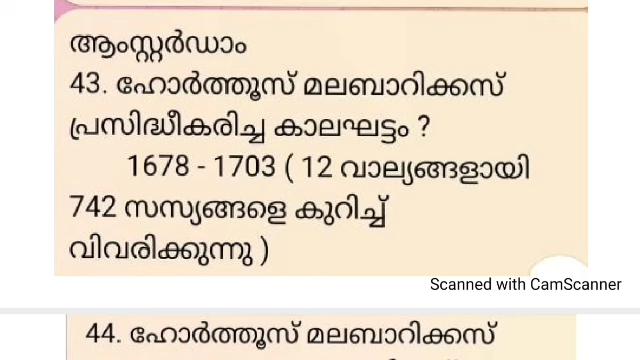 ആംസ്റ്റർഡാം
43. ഹോർത്തൂസ് മലബാറിക്കസ്
പ്രസിദ്ധീകരിച്ച കാലഘട്ടം ?
1678 - 1703 ( 12 വാല്യങ്ങളായി
742 സസ്യങ്ങളെ കുറിച്ച്
വിവരിക്കുന്നു )
Scanned with CamScanner
44. ഹോർത്തൂസ് മലബാറിക്കസ്